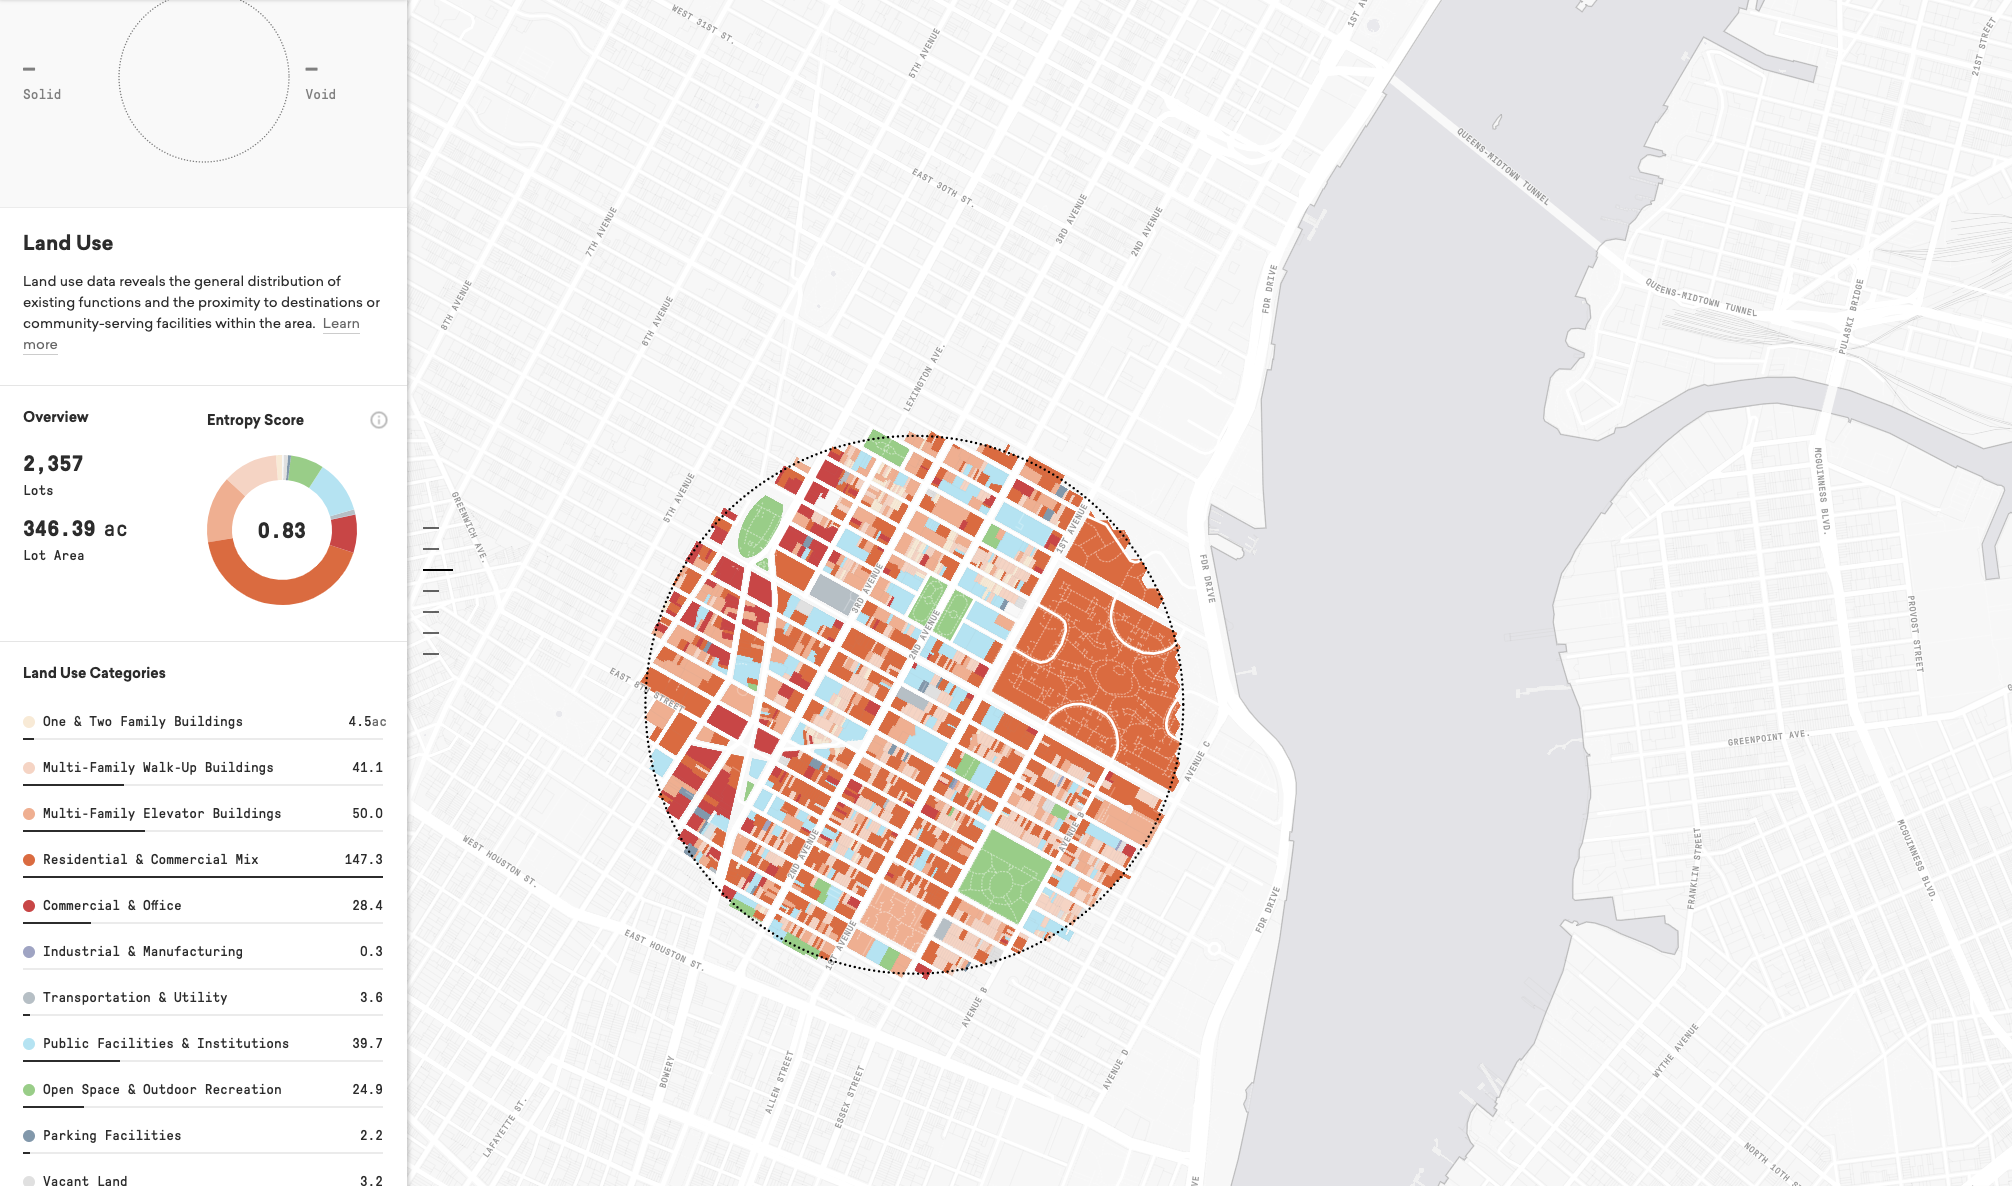 –
Solid
–
Void
Land Use
Land use data reveals the general distribution of
existing functions and the proximity to destinations or
community-serving facilities within the area. Learn
more
Overview
Entropy Score
2,357
Lots
346.39 ac
Lot Area
0.83
Land Use Categories
One & Two Family Buildings 4.5ac
Multi-Family Walk-Up Buildings 41.1
Multi-Family Elevator Buildings 50.0
Residential & Commercial Mix 147.3
Commercial & Office 28.4
Industrial & Manufacturing 0.3
Transportation & Utility 3.6
Public Facilities & Institutions 39.7
Open Space & Outdoor Recreation 24.9
Parking Facilities 2.2
Vacant Land 3.2
WEST 31ST ST.
5TH AVENUE
1ST AV
21ST STREET
QUEENS-MIDTOWN TUNNEL
EAST 30TH ST.
7TH AVENUE
3RD AVENUE
2ND AVENUE
8TH AVENUE
6TH AVENUE
FDR DRIVE
QUEENS-MIDTOWN TUNNEL
PULASKI BRIDGE
LEXINGTON AVE.
GREENWICH AVE.
5TH AVENUE
1ST AVENUE
MCGUINNESS BLVD.
3RD AVENUE
FDR DRIVE
2ND AVENUE
PROVOST STREET
EAST 8TH STREET
AVENUE C
GREENPOINT AVE.
WEST HOUSTON ST.
2ND AVENUE
AVENUE B
FRANKLIN STREET
MCGUINNESS BLVD.
EAST HOUSTON ST.
1ST AVENUE
FDR DRIVE
AVENUE B
BOWERY
ALLEN STREET
ESSEX STREET
AVENUE D
WYTHE AVENUE
LAFAYETTE ST.
NORTH 10TH S
VE